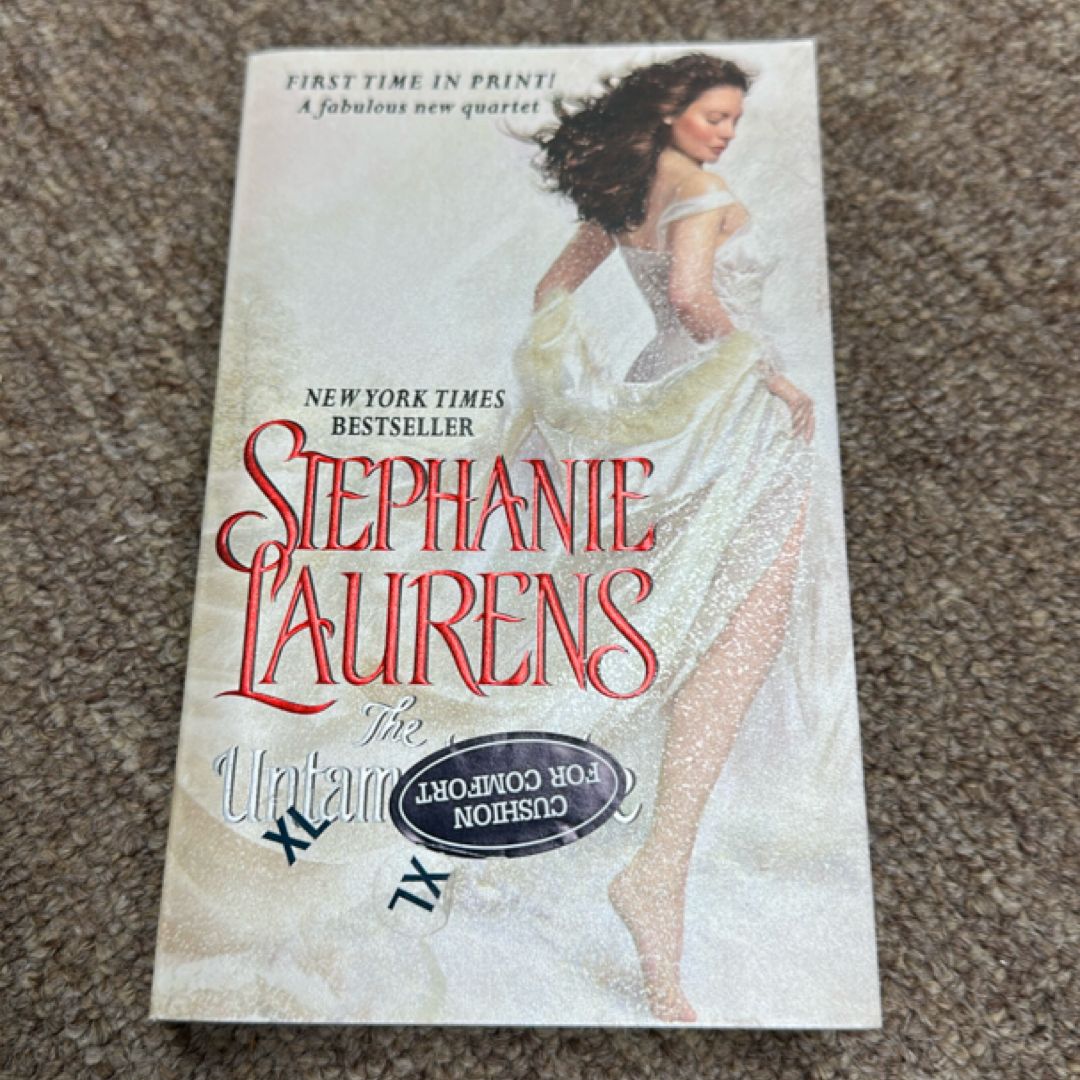 FIRST TIME IN PRINT!
A fabulous new quartet
NEW YORK TIMES
BESTSELLER
STEPHANIE
LAURENS
The
CUSHION
FOR COMFORT
XL
XL